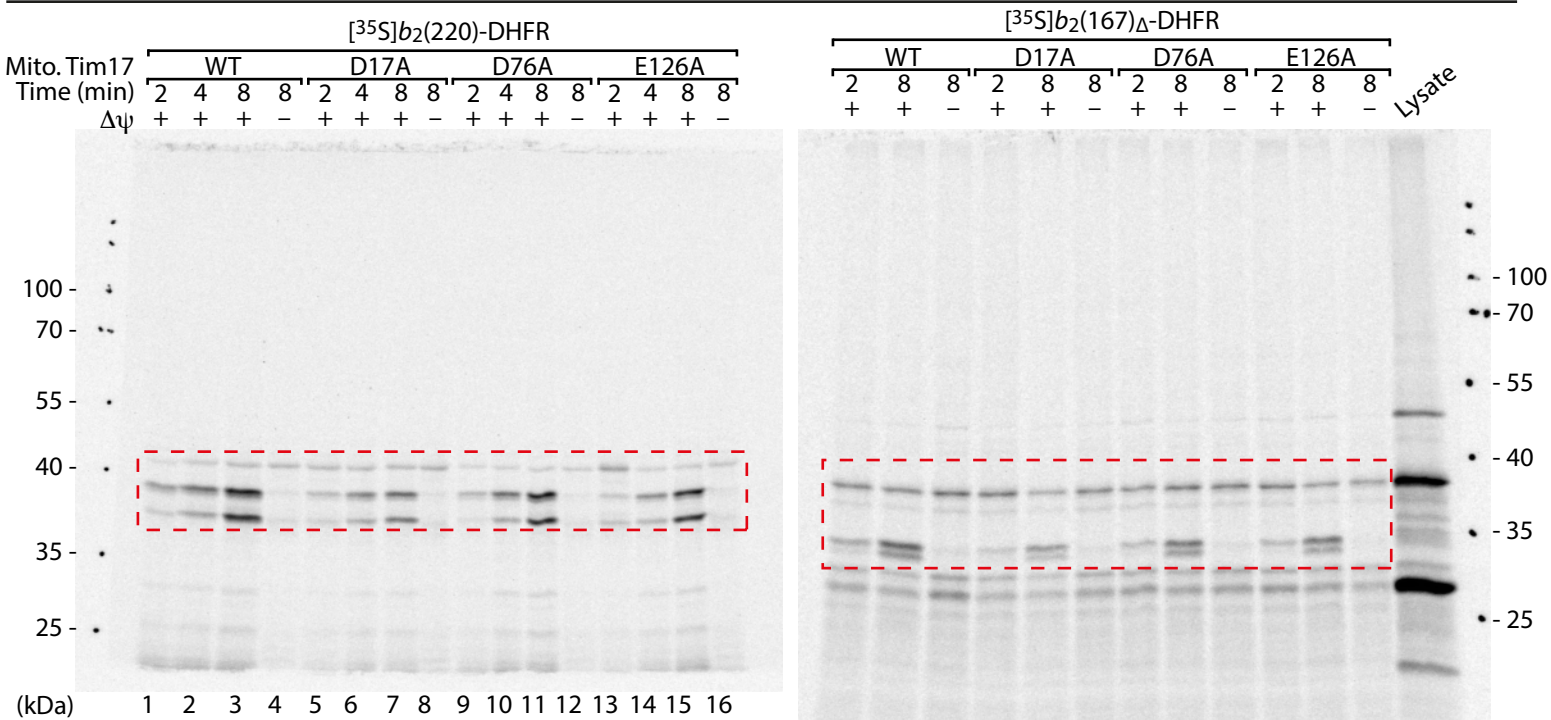 [35S]b2(220)-DHFR
Mito. Tim17 WT D17A D76A E126A
Time (min) 2 4 8 8 2 4 8 8 2 4 8 8 2 4 8 8
Δψ + + + − + + + − + + + − + + + −
100 -
70 -
55 -
40 -
35 -
25 -
(kDa) 1 2 3 4 5 6 7 8 9 10 11 12 13 14 15 16
[35S]b2(167)Δ-DHFR
WT D17A D76A E126A
2 8 8 2 8 8 2 8 8 2 8 8 Lysate
+ + − + + − + + − + + −
- 100
- 70
- 55
- 40
- 35
- 25